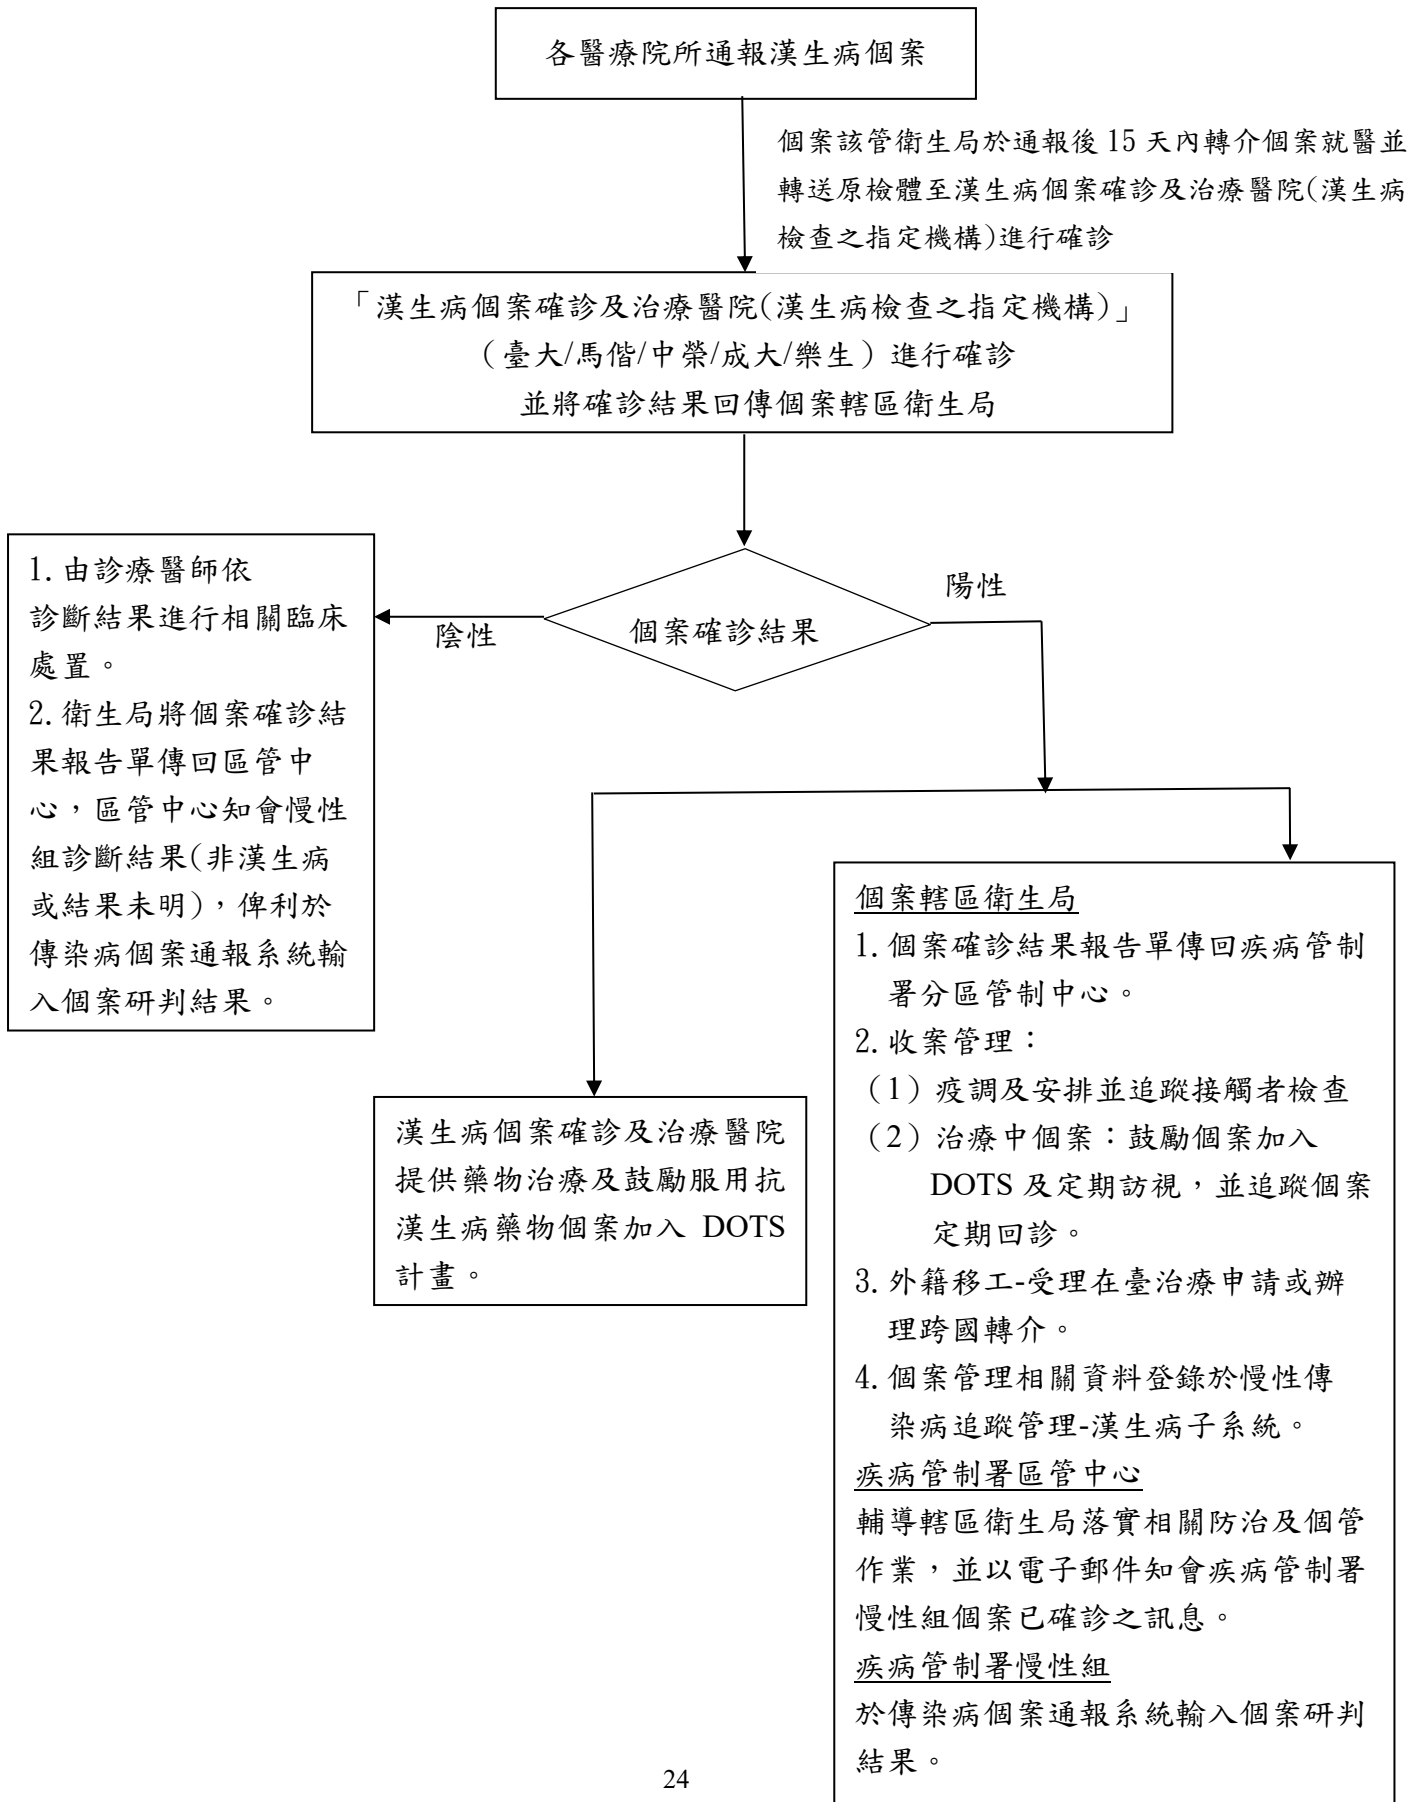 各醫療院所通報漢生病個案
個案該管衛生局於通報後 15 天內轉介個案就醫並
轉送原檢體至漢生病個案確診及治療醫院(漢生病
檢查之指定機構)進行確診
「漢生病個案確診及治療醫院(漢生病檢查之指定機構)」
（臺大/馬偕/中榮/成大/樂生）進行確診
並將確診結果回傳個案轄區衛生局
個案確診結果
陰性
陽性
1. 由診療醫師依
診斷結果進行相關臨床
處置。
2. 衛生局將個案確診結
果報告單傳回區管中
心，區管中心知會慢性
組診斷結果(非漢生病
或結果未明)，俾利於
傳染病個案通報系統輸
入個案研判結果。
漢生病個案確診及治療醫院
提供藥物治療及鼓勵服用抗
漢生病藥物個案加入 DOTS
計畫。
個案轄區衛生局
1. 個案確診結果報告單傳回疾病管制
署分區管制中心。
2. 收案管理：
（1）疫調及安排並追蹤接觸者檢查
（2）治療中個案：鼓勵個案加入
DOTS 及定期訪視，並追蹤個案
定期回診。
3. 外籍移工-受理在臺治療申請或辦
理跨國轉介。
4. 個案管理相關資料登錄於慢性傳
染病追蹤管理-漢生病子系統。
疾病管制署區管中心
輔導轄區衛生局落實相關防治及個管
作業，並以電子郵件知會疾病管制署
慢性組個案已確診之訊息。
疾病管制署慢性組
於傳染病個案通報系統輸入個案研判
結果。
24